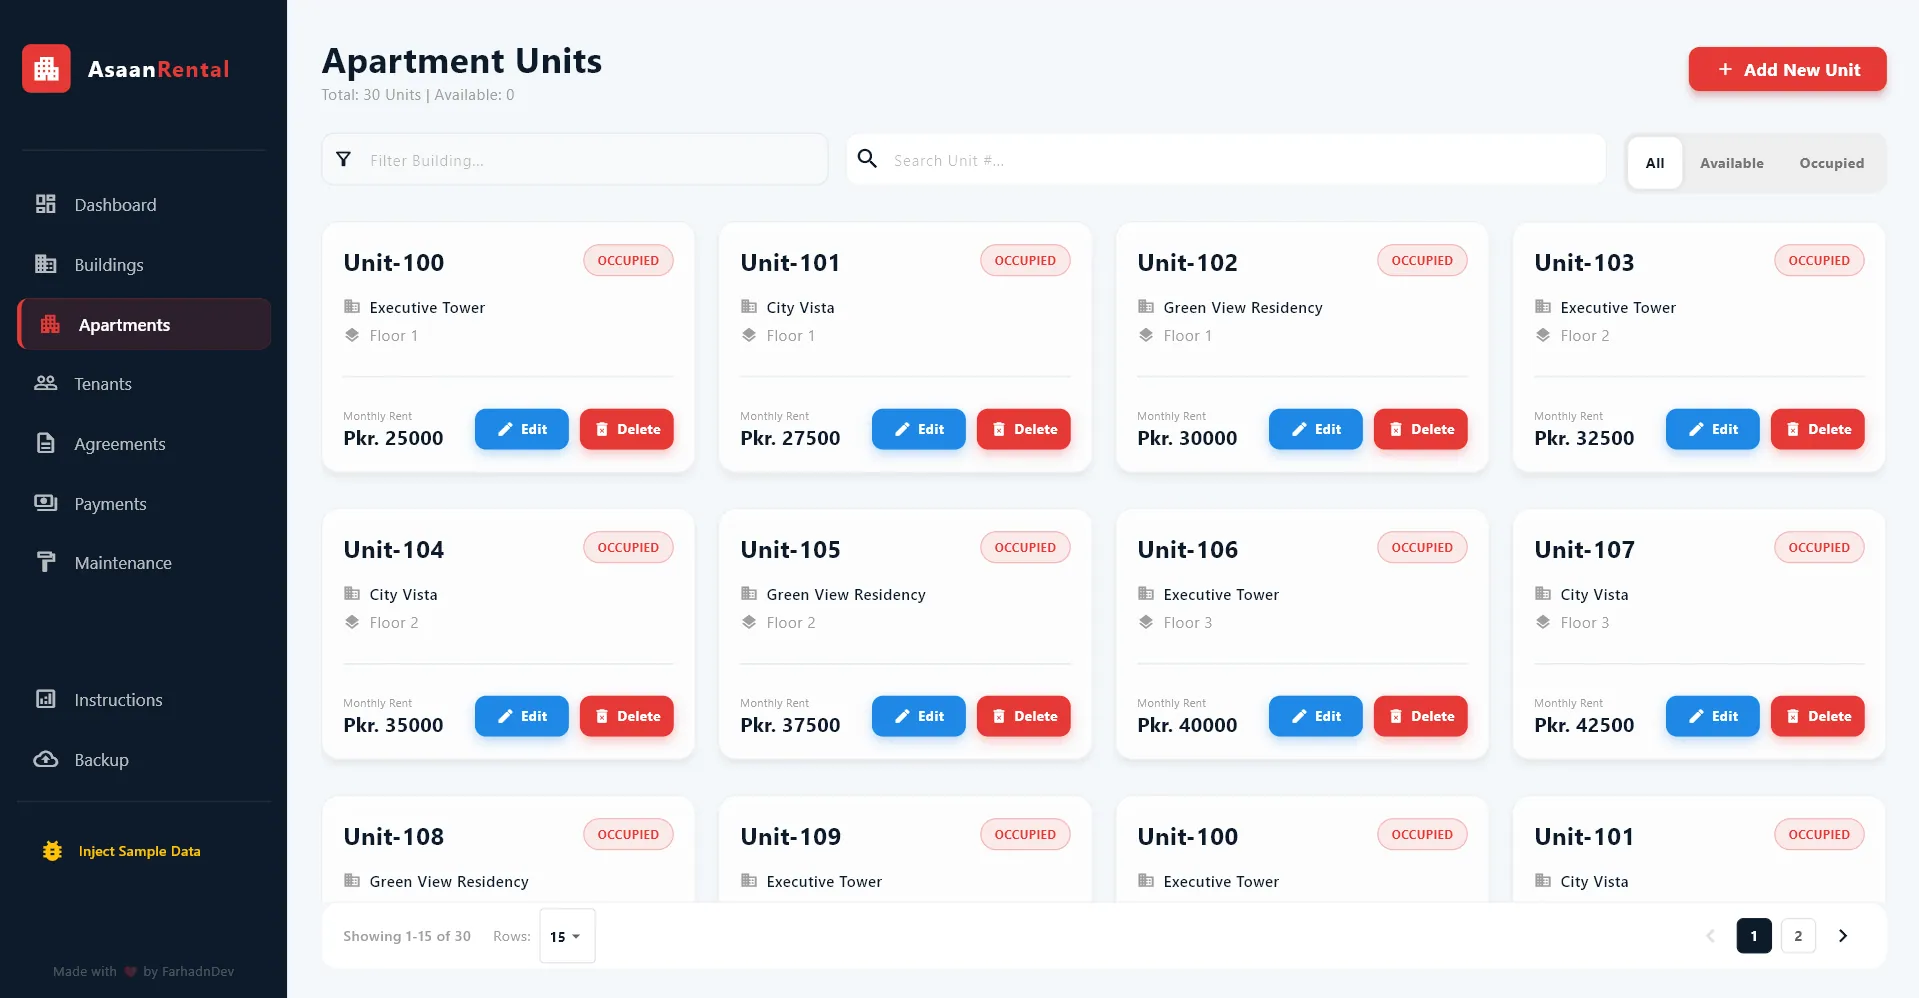 AsaanRental
Dashboard
Buildings
Apartments
Tenants
Agreements
Payments
Maintenance
Instructions
Backup
Inject Sample Data
Made with ❤ by FarhadnDev
Apartment Units
Total: 30 Units | Available: 0
+ Add New Unit
Filter Building...
Search Unit #...
All Available Occupied
Unit-100 OCCUPIED
Executive Tower
Floor 1
Monthly Rent
Pkr. 25000 Edit Delete
Unit-101 OCCUPIED
City Vista
Floor 1
Monthly Rent
Pkr. 27500 Edit Delete
Unit-102 OCCUPIED
Green View Residency
Floor 1
Monthly Rent
Pkr. 30000 Edit Delete
Unit-103 OCCUPIED
Executive Tower
Floor 2
Monthly Rent
Pkr. 32500 Edit Delete
Unit-104 OCCUPIED
City Vista
Floor 2
Monthly Rent
Pkr. 35000 Edit Delete
Unit-105 OCCUPIED
Green View Residency
Floor 2
Monthly Rent
Pkr. 37500 Edit Delete
Unit-106 OCCUPIED
Executive Tower
Floor 3
Monthly Rent
Pkr. 40000 Edit Delete
Unit-107 OCCUPIED
City Vista
Floor 3
Monthly Rent
Pkr. 42500 Edit Delete
Unit-108 OCCUPIED
Green View Residency
Unit-109 OCCUPIED
Executive Tower
Unit-100 OCCUPIED
Executive Tower
Unit-101 OCCUPIED
City Vista
Showing 1-15 of 30 Rows: 15
1 2